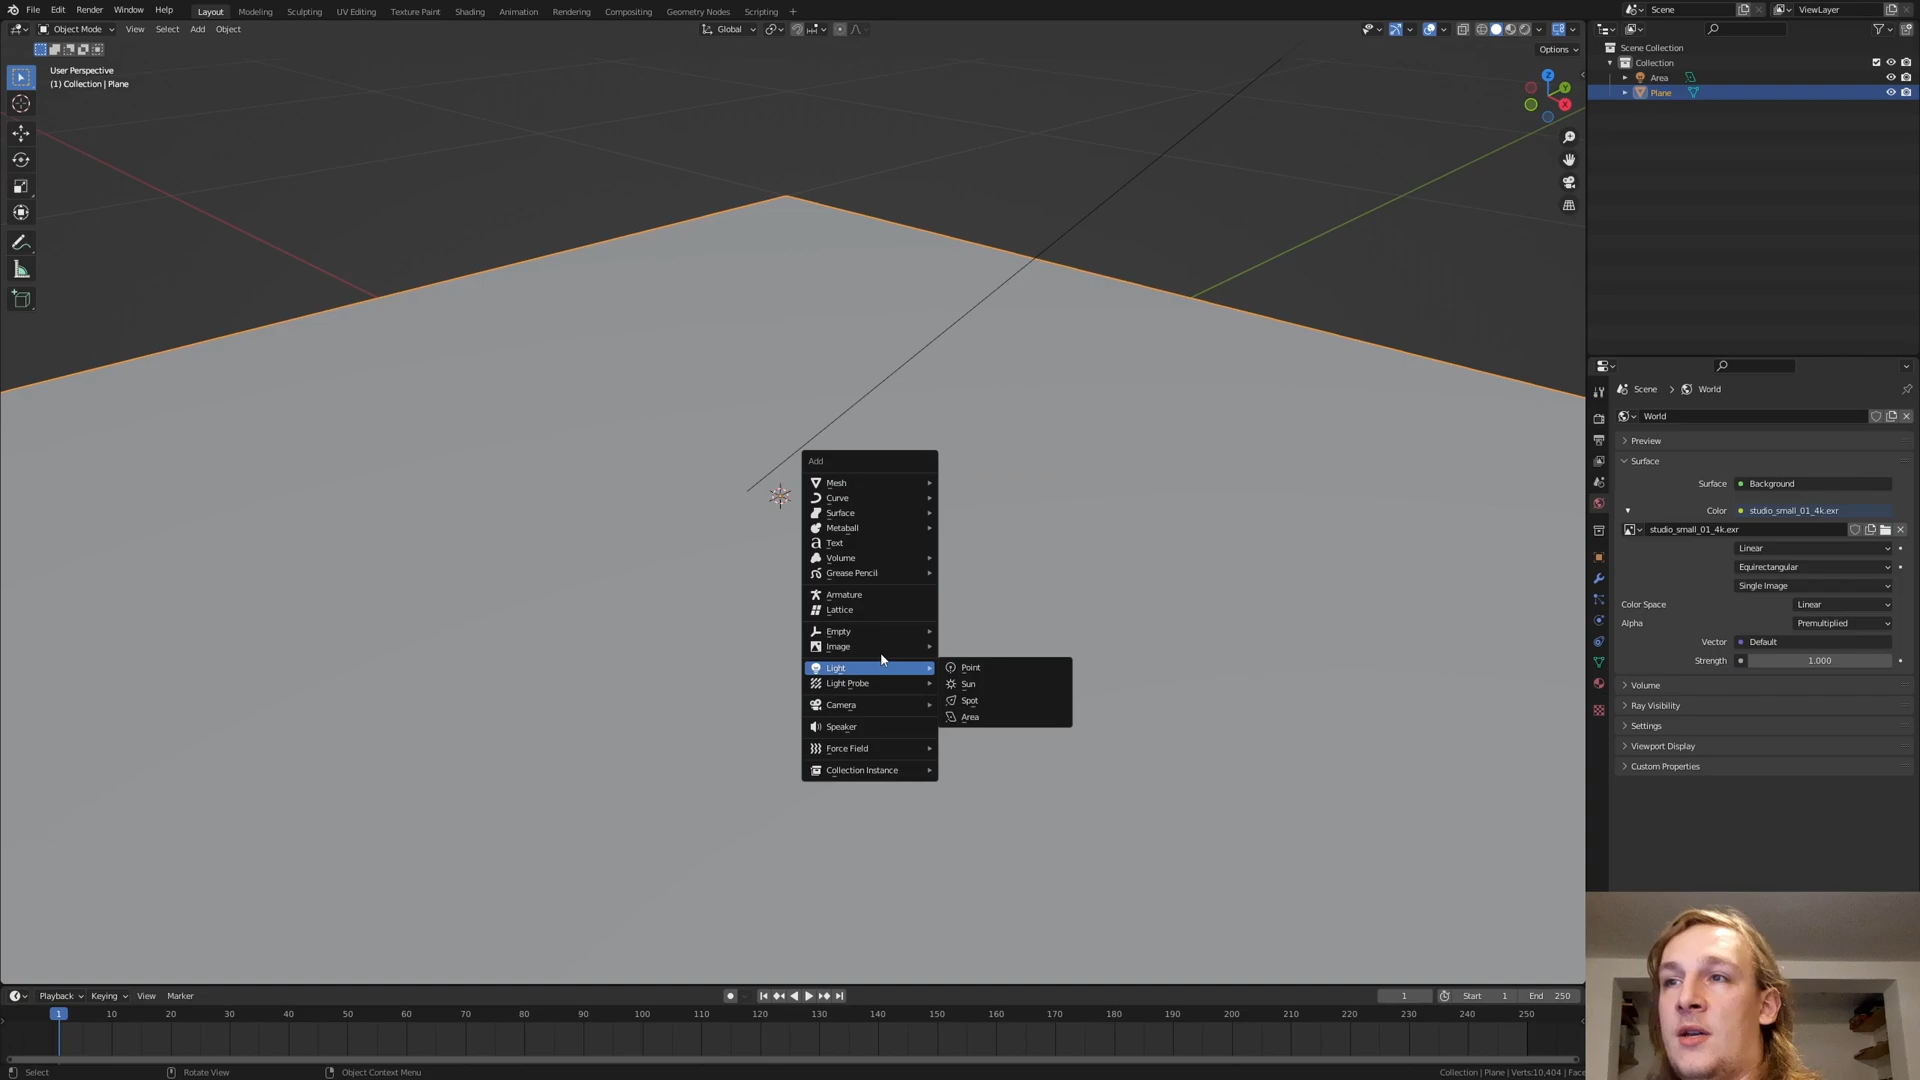 File Edit Render Window Help Layout Modeling Sculpting UV Editing Texture Paint Shading Animation Rendering Compositing Geometry Nodes Scripting + Scene ViewLayer
Object Mode View Select Add Object Global
Options
User Perspective
(1) Collection | Plane
Z
Y
X
Scene Collection
Collection
Area
Plane
Add
Mesh
Curve
Surface
Metaball
Text
Volume
Grease Pencil
Armature
Lattice
Empty
Image
Light
Light Probe
Camera
Speaker
Force Field
Collection Instance
Point
Sun
Spot
Area
Scene > World
World
Preview
Surface
Surface Background
Color studio_small_01_4k.exr
studio_small_01_4k.exr
Linear
Equirectangular
Single Image
Color Space Linear
Alpha Premultiplied
Vector Default
Strength 1.000
Volume
Ray Visibility
Settings
Viewport Display
Custom Properties
Playback Keying View Marker 1 Start 1 End 250
1 10 20 30 40 50 60 70 80 90 100 110 120 130 140 150 160 170 180 190 200 210 220 230 240 250
Select Rotate View Object Context Menu Collection | Plane | Verts:10,404 | Face